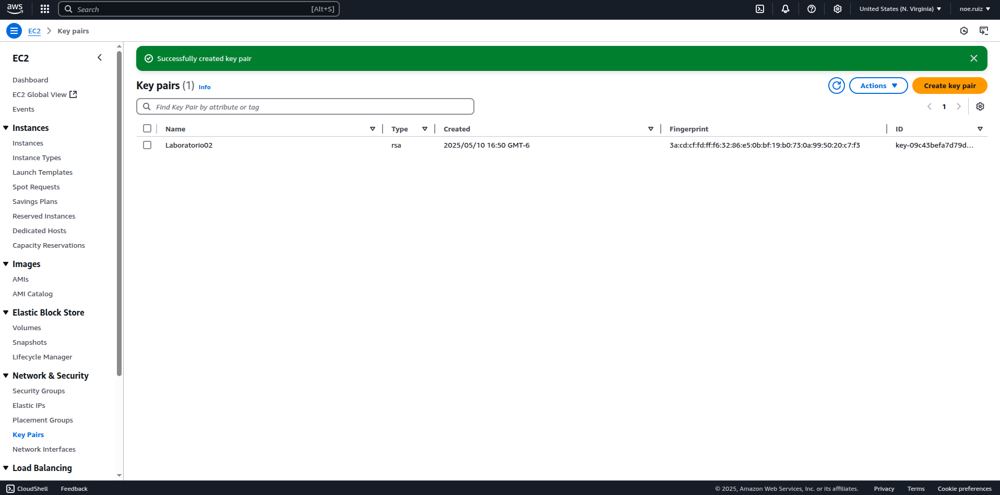 aws Search [Alt+S] United States (N. Virginia) noe.ruiz
EC2 Key pairs
EC2
Dashboard
EC2 Global View
Events
Instances
Instances
Instance Types
Launch Templates
Spot Requests
Savings Plans
Reserved Instances
Dedicated Hosts
Capacity Reservations
Images
AMIs
AMI Catalog
Elastic Block Store
Volumes
Snapshots
Lifecycle Manager
Network & Security
Security Groups
Elastic IPs
Placement Groups
Key Pairs
Network Interfaces
Load Balancing
Successfully created key pair
Key pairs (1) Info Actions Create key pair
Find Key Pair by attribute or tag 1
Name Type Created Fingerprint ID
Laboratorio02 rsa 2025/05/10 16:50 GMT-6 3a:cd:cf:fd:ff:f6:32:86:e5:0b:bf:19:b0:73:0a:99:50:20:c7:f3 key-09c43befa7d79d...
CloudShell Feedback © 2025, Amazon Web Services, Inc. or its affiliates. Privacy Terms Cookie preferences